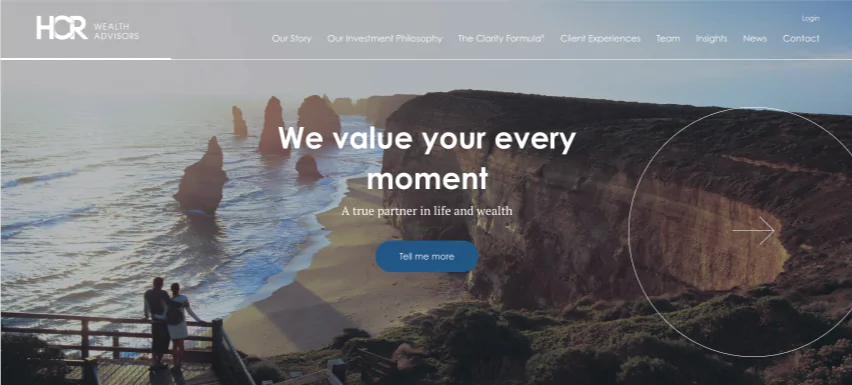 HOR WEALTH
ADVISORS
Login
Our Story Our Investment Philosophy The Clarity Formula® Client Experiences Team Insights News Contact
We value your every
moment
A true partner in life and wealth
Tell me more